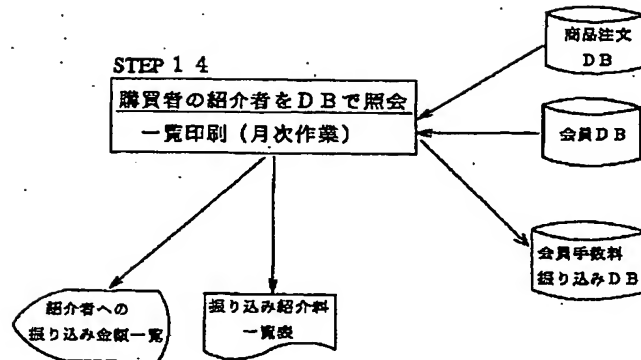 STEP 14
購買者の紹介者をDBで照会
一覧印刷（月次作業）
商品注文
DB
会員DB
会員手数料
振り込みDB
紹介者への
振り込み金額一覧
振り込み紹介料
一覧表